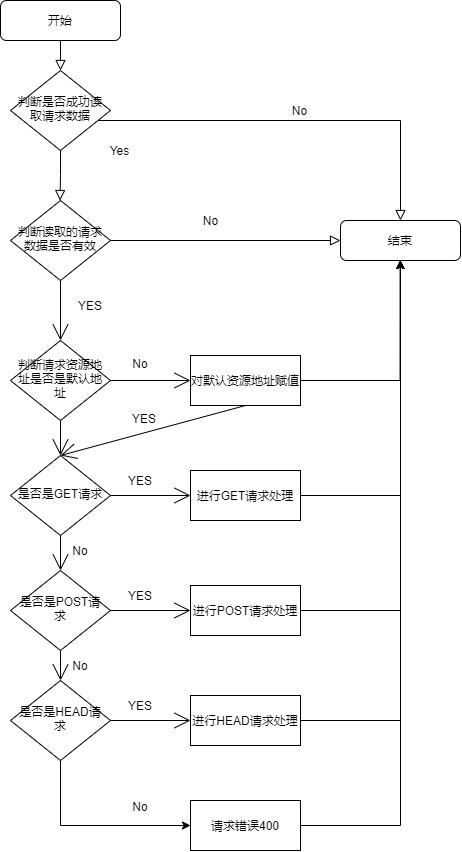 开始
判断是否成功读
取请求数据
No
Yes
判断读取的请求
数据是否有效
No
结束
YES
判断请求资源地
址是否是默认地
址
No
对默认资源地址赋值
YES
是否是GET请求
YES
进行GET请求处理
No
是否是POST请
求
YES
进行POST请求处理
No
是否是HEAD请
求
YES
进行HEAD请求处理
No
请求错误400